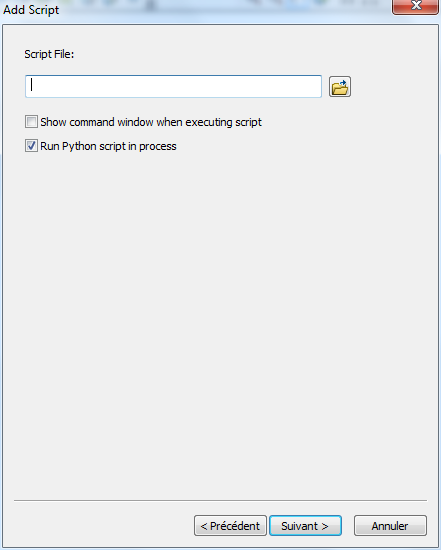 Add Script
Script File:
Show command window when executing script
Run Python script in process
< Précédent Suivant > Annuler